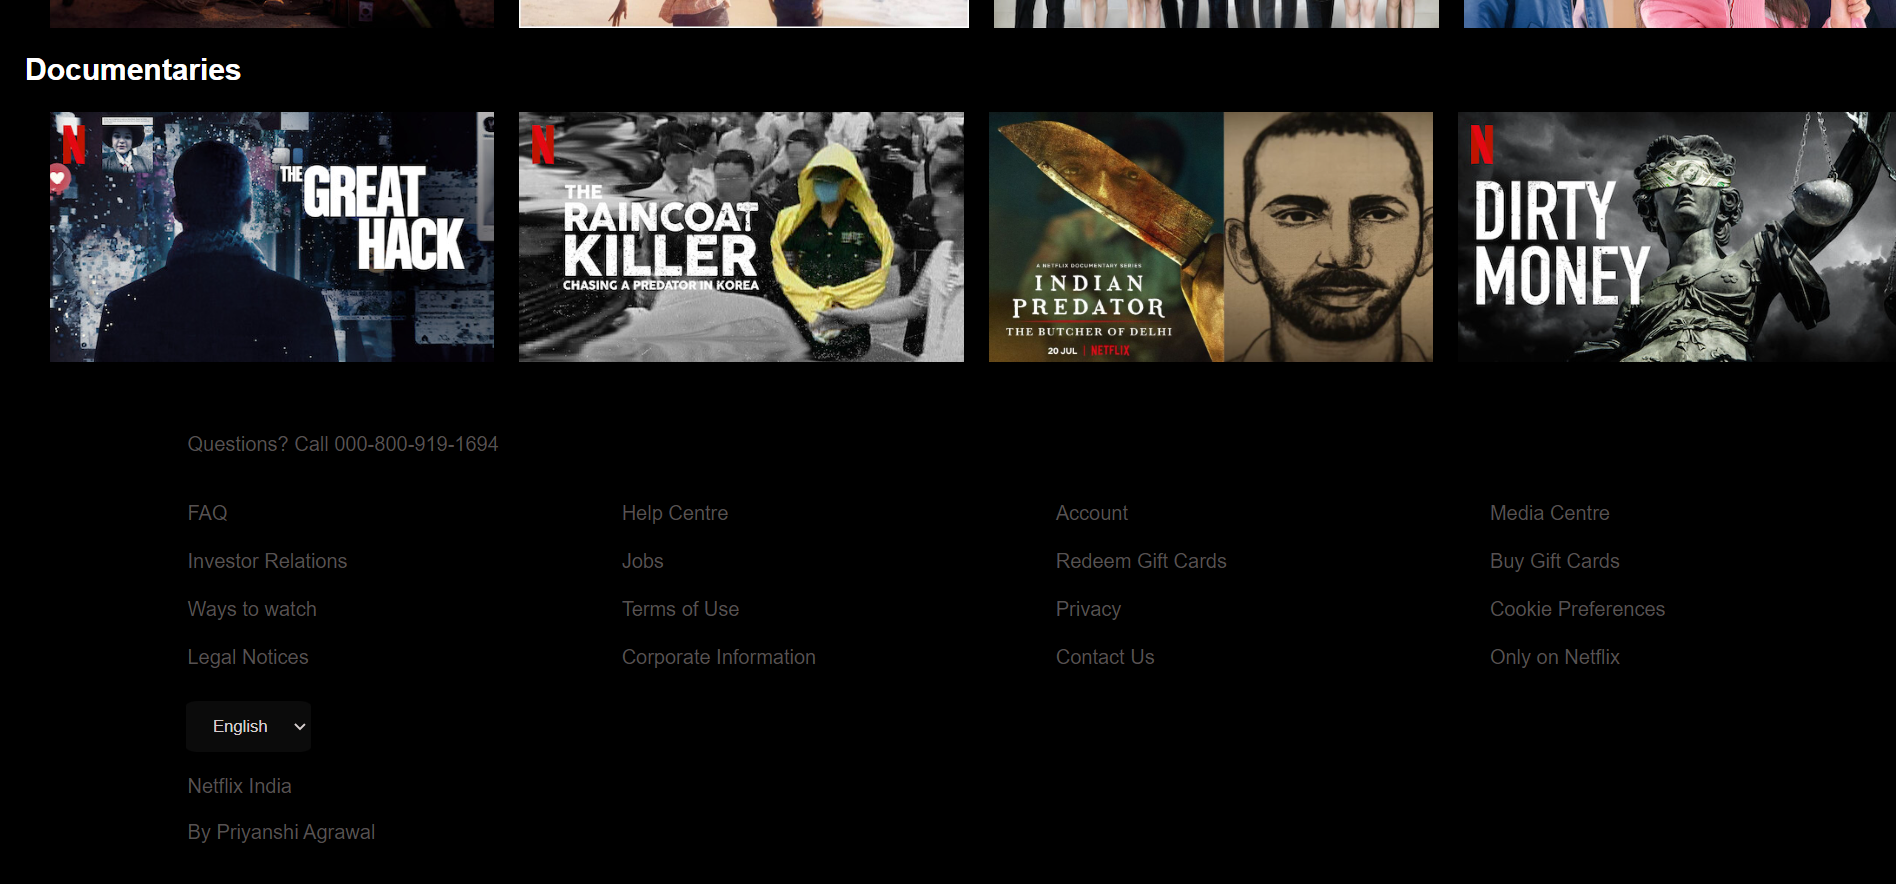 Documentaries
N
THE
GREAT
HACK
N
THE
RAINCOAT
KILLER
CHASING A PREDATOR IN KOREA
A NETFLIX DOCUMENTARY SERIES
INDIAN
PREDATOR
THE BUTCHER OF DELHI
20 JUL | NETFLIX
N
DIRTY
MONEY
Questions? Call 000-800-919-1694
FAQ Help Centre Account Media Centre
Investor Relations Jobs Redeem Gift Cards Buy Gift Cards
Ways to watch Terms of Use Privacy Cookie Preferences
Legal Notices Corporate Information Contact Us Only on Netflix
English
Netflix India
By Priyanshi Agrawal